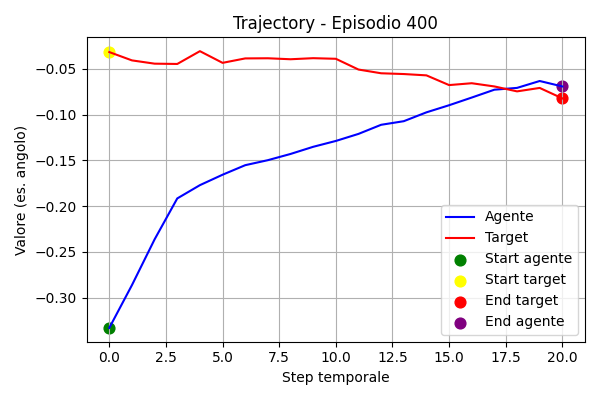 Trajectory - Episodio 400
Valore (es. angolo)
−0.05
−0.10
−0.15
−0.20
−0.25
−0.30
Agente
Target
Start agente
Start target
End target
End agente
0.0 2.5 5.0 7.5 10.0 12.5 15.0 17.5 20.0
Step temporale